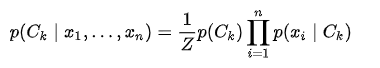 p(C_k | x_1, . . . , x_n) = \frac{1}{Z} p(C_k) \prod_{i=1}^{n} p(x_i | C_k)